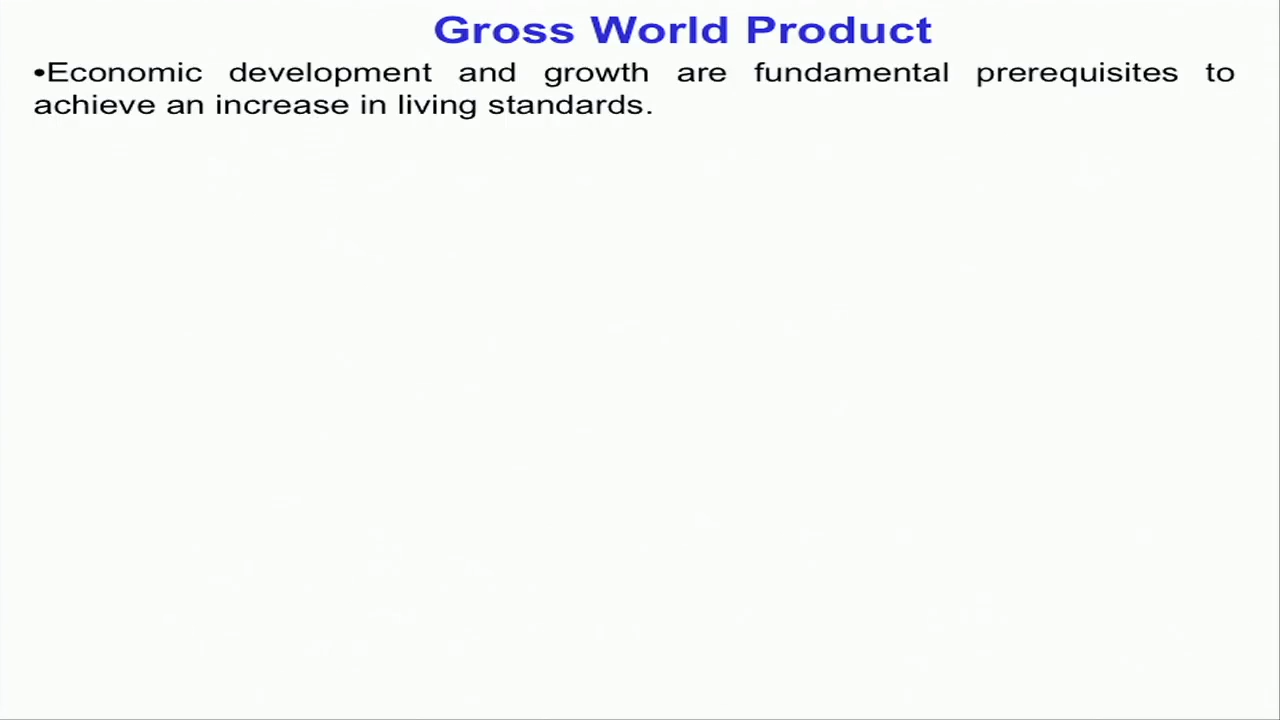 Gross World Product
•Economic development and growth are fundamental prerequisites to
achieve an increase in living standards.